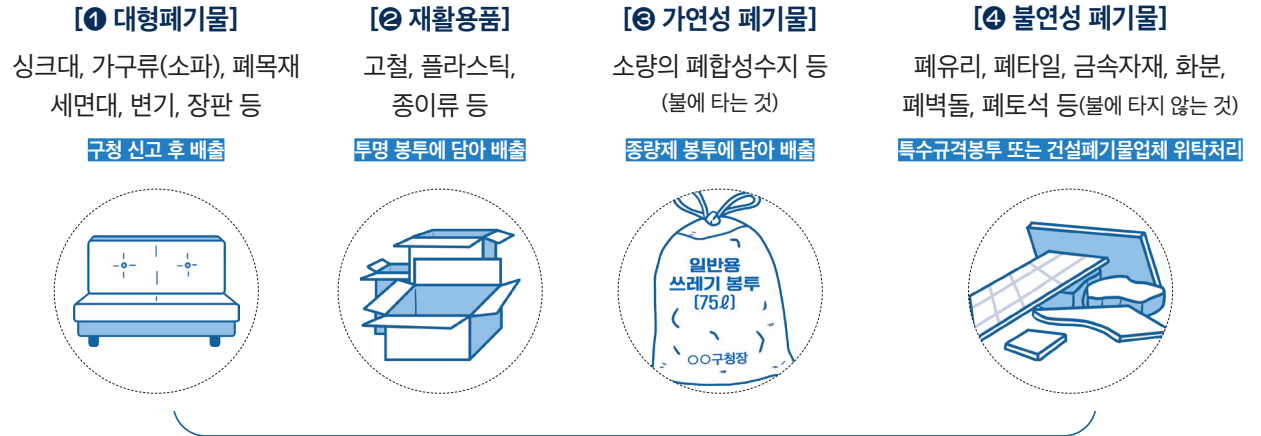 [❶ 대형폐기물]
싱크대, 가구류(소파), 폐목재
세면대, 변기, 장판 등
구청 신고 후 배출
[❷ 재활용품]
고철, 플라스틱,
종이류 등
투명 봉투에 담아 배출
[❸ 가연성 폐기물]
소량의 폐합성수지 등
(불에 타는 것)
종량제 봉투에 담아 배출
일반용
쓰레기 봉투
(75ℓ)
○○구청장
[❹ 불연성 폐기물]
폐유리, 폐타일, 금속자재, 화분,
폐벽돌, 폐토석 등(불에 타지 않는 것)
특수규격봉투 또는 건설폐기물업체 위탁처리